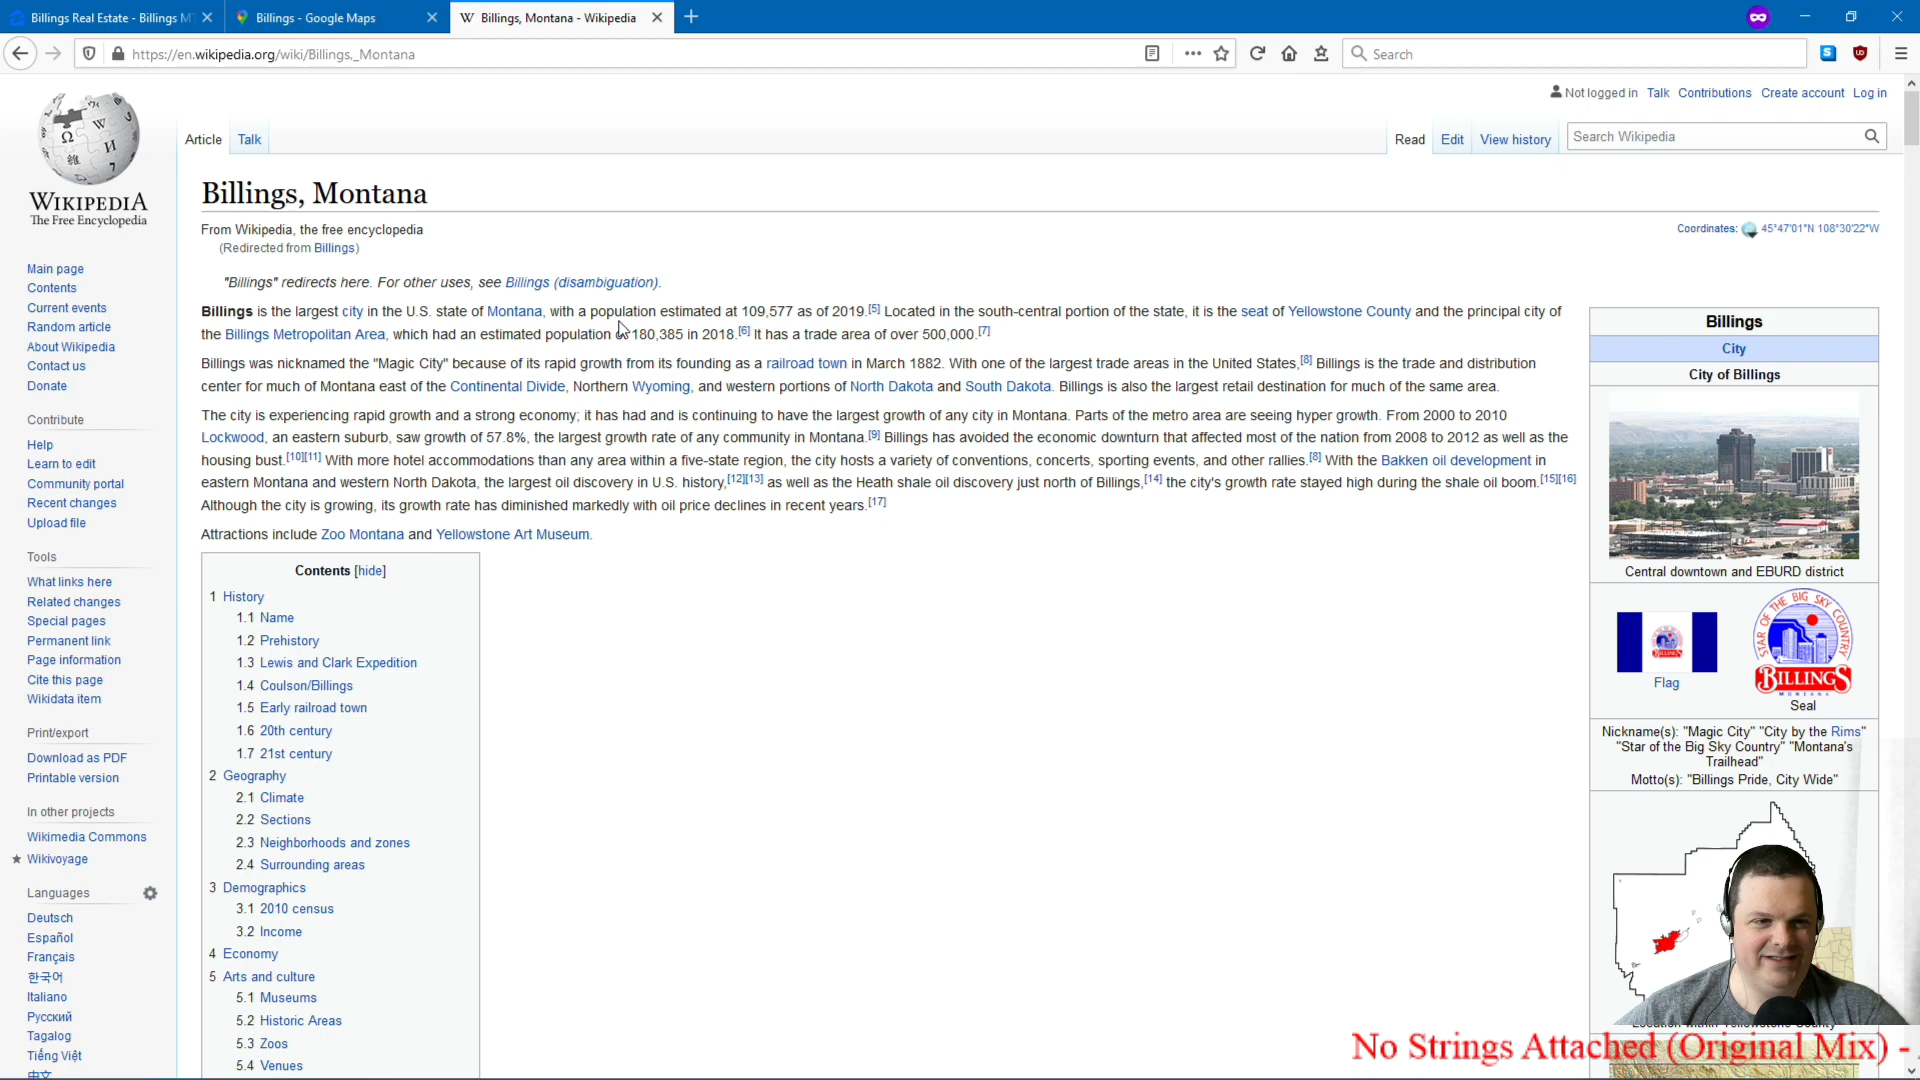 Billings Real Estate - Billings M
Billings - Google Maps
W Billings, Montana - Wikipedia
https://en.wikipedia.org/wiki/Billings,_Montana
Search
Not logged in Talk Contributions Create account Log in
Article Talk
Read Edit View history
Search Wikipedia
WIKIPEDIA
The Free Encyclopedia
Main page
Contents
Current events
Random article
About Wikipedia
Contact us
Donate
Contribute
Help
Learn to edit
Community portal
Recent changes
Upload file
Tools
What links here
Related changes
Special pages
Permanent link
Page information
Cite this page
Wikidata item
Print/export
Download as PDF
Printable version
In other projects
Wikimedia Commons
Wikivoyage
Languages
Deutsch
Español
Français
한국어
Italiano
Русский
Tagalog
Tiếng Việt
中文
Billings, Montana
From Wikipedia, the free encyclopedia
(Redirected from Billings)
Coordinates: 45°47′01″N 108°30′22″W
"Billings" redirects here. For other uses, see Billings (disambiguation).
Billings is the largest city in the U.S. state of Montana, with a population estimated at 109,577 as of 2019.[5] Located in the south-central portion of the state, it is the seat of Yellowstone County and the principal city of
the Billings Metropolitan Area, which had an estimated population 180,385 in 2018.[6] It has a trade area of over 500,000.[7]
Billings was nicknamed the "Magic City" because of its rapid growth from its founding as a railroad town in March 1882. With one of the largest trade areas in the United States,[8] Billings is the trade and distribution
center for much of Montana east of the Continental Divide, Northern Wyoming, and western portions of North Dakota and South Dakota. Billings is also the largest retail destination for much of the same area.
The city is experiencing rapid growth and a strong economy; it has had and is continuing to have the largest growth of any city in Montana. Parts of the metro area are seeing hyper growth. From 2000 to 2010
Lockwood, an eastern suburb, saw growth of 57.8%, the largest growth rate of any community in Montana.[9] Billings has avoided the economic downturn that affected most of the nation from 2008 to 2012 as well as the
housing bust.[10][11] With more hotel accommodations than any area within a five-state region, the city hosts a variety of conventions, concerts, sporting events, and other rallies.[8] With the Bakken oil development in
eastern Montana and western North Dakota, the largest oil discovery in U.S. history,[12][13] as well as the Heath shale oil discovery just north of Billings,[14] the city's growth rate stayed high during the shale oil boom.[15][16]
Although the city is growing, its growth rate has diminished markedly with oil price declines in recent years.[17]
Attractions include Zoo Montana and Yellowstone Art Museum.
Contents [hide]
1 History
1.1 Name
1.2 Prehistory
1.3 Lewis and Clark Expedition
1.4 Coulson/Billings
1.5 Early railroad town
1.6 20th century
1.7 21st century
2 Geography
2.1 Climate
2.2 Sections
2.3 Neighborhoods and zones
2.4 Surrounding areas
3 Demographics
3.1 2010 census
3.2 Income
4 Economy
5 Arts and culture
5.1 Museums
5.2 Historic Areas
5.3 Zoos
5.4 Venues
Billings
City
City of Billings
Central downtown and EBURD district
STAR OF THE BIG SKY COUNTRY
BILLINGS
MONTANA
Flag
Seal
Nickname(s): "Magic City" "City by the Rims"
"Star of the Big Sky Country" "Montana's
Trailhead"
Motto(s): "Billings Pride, City Wide"
Location within Yellowstone County
No Strings Attached (Original Mix) -